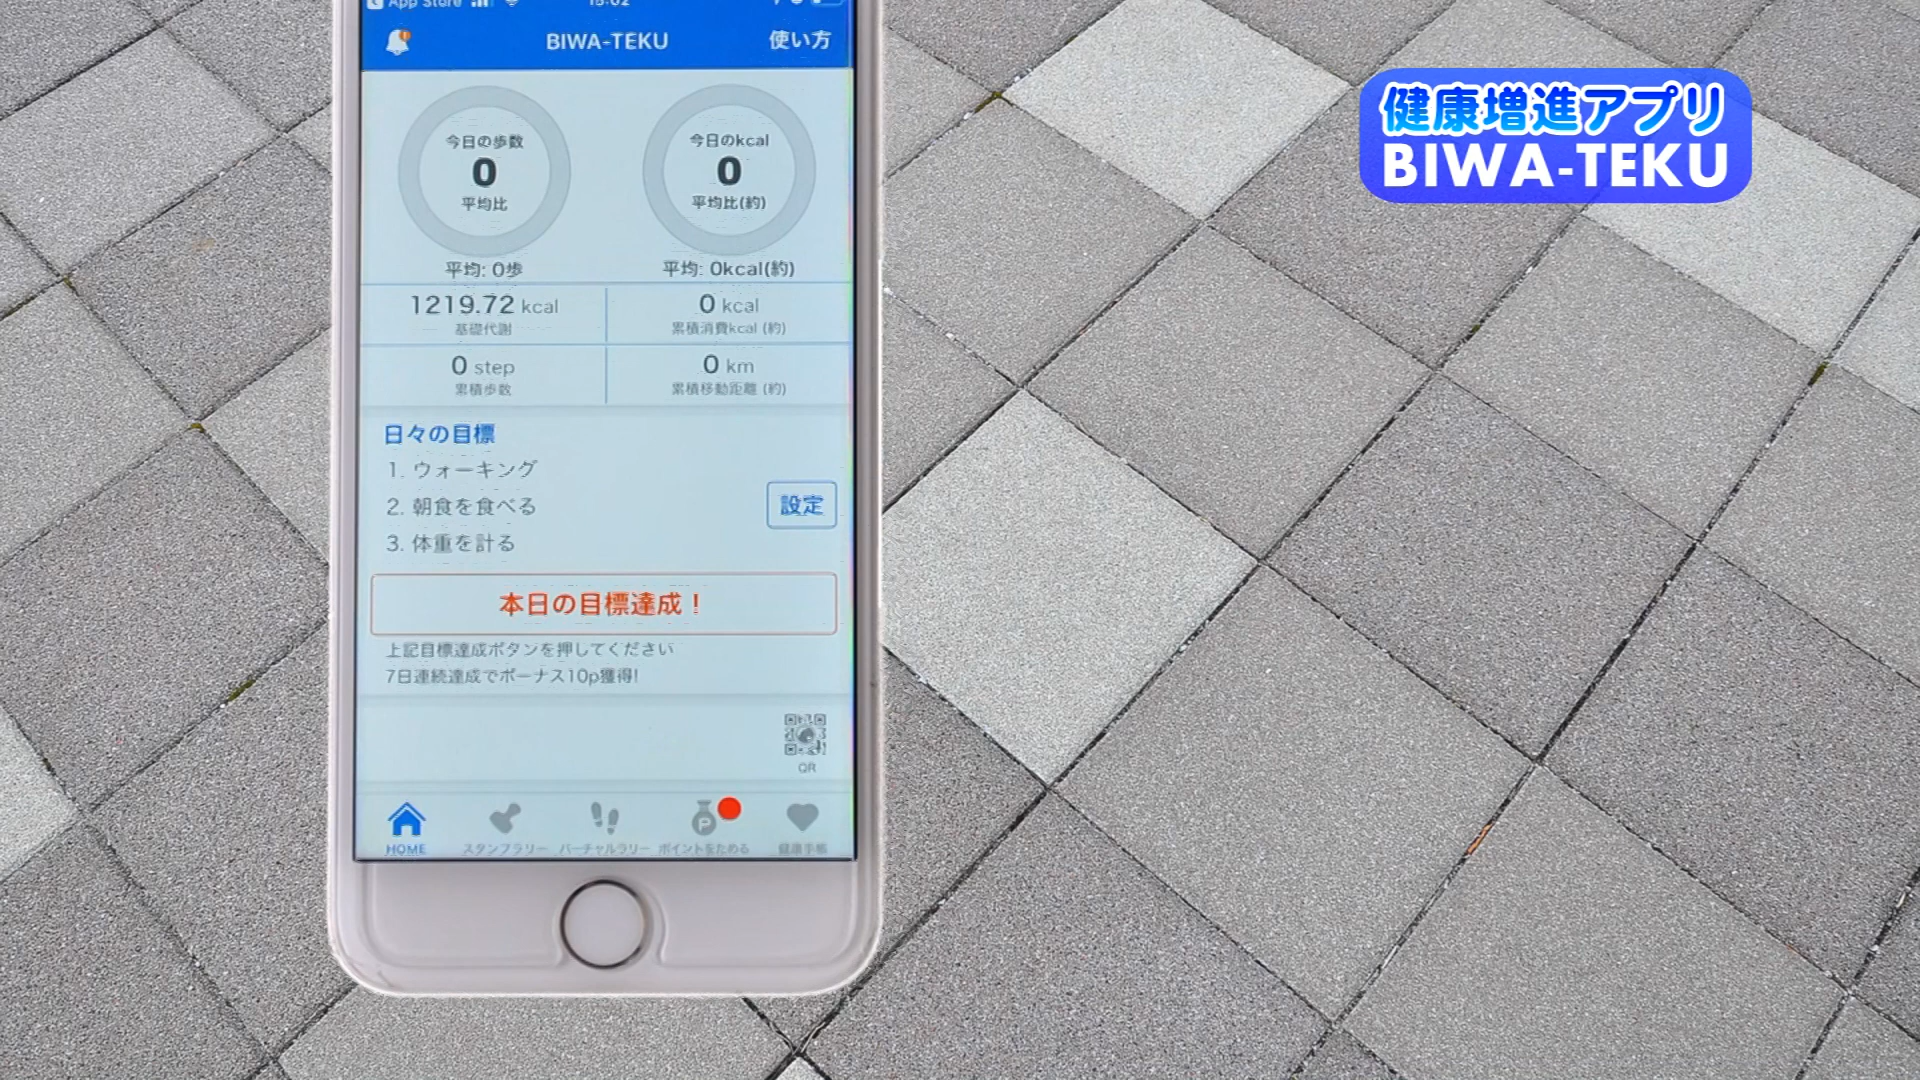 App Store
15:02
BIWA-TEKU
使い方
今日の歩数
0
平均比
今日のkcal
0
平均比(約)
平均: 0歩
平均: 0kcal(約)
1219.72 kcal
基礎代謝
0 kcal
累積消費kcal (約)
0 step
累積歩数
0 km
累積移動距離 (約)
日々の目標
1. ウォーキング
2. 朝食を食べる
3. 体重を計る
設定
本日の目標達成！
上記目標達成ボタンを押してください
7日連続達成でボーナス10p獲得!
QR
HOME
スタンプラリー
バーチャルラリー
ポイントをためる
健康手帳
健康増進アプリ
BIWA-TEKU